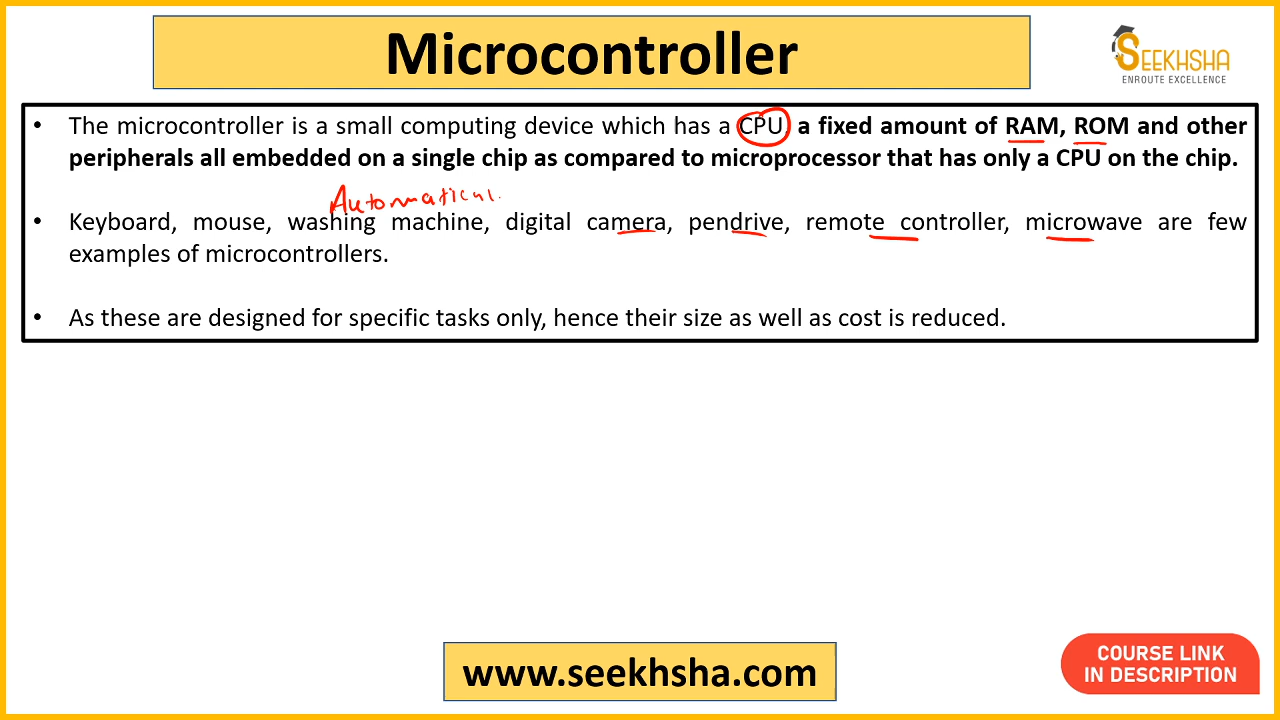 Microcontroller
SEEKHSHA
ENROUTE EXCELLENCE
• The microcontroller is a small computing device which has a CPU, a fixed amount of RAM, ROM and other
peripherals all embedded on a single chip as compared to microprocessor that has only a CPU on the chip.
Automatical
• Keyboard, mouse, washing machine, digital camera, pendrive, remote controller, microwave are few
examples of microcontrollers.
• As these are designed for specific tasks only, hence their size as well as cost is reduced.
www.seekhsha.com
COURSE LINK
IN DESCRIPTION